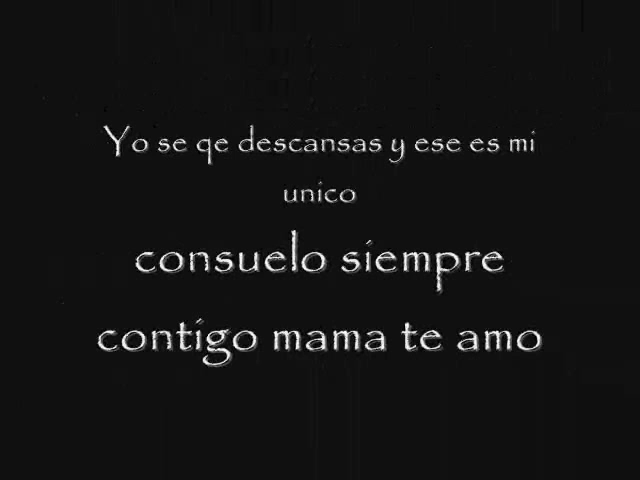 Yo se qe descansas y ese es mi
unico
consuelo siempre
contigo mama te amo